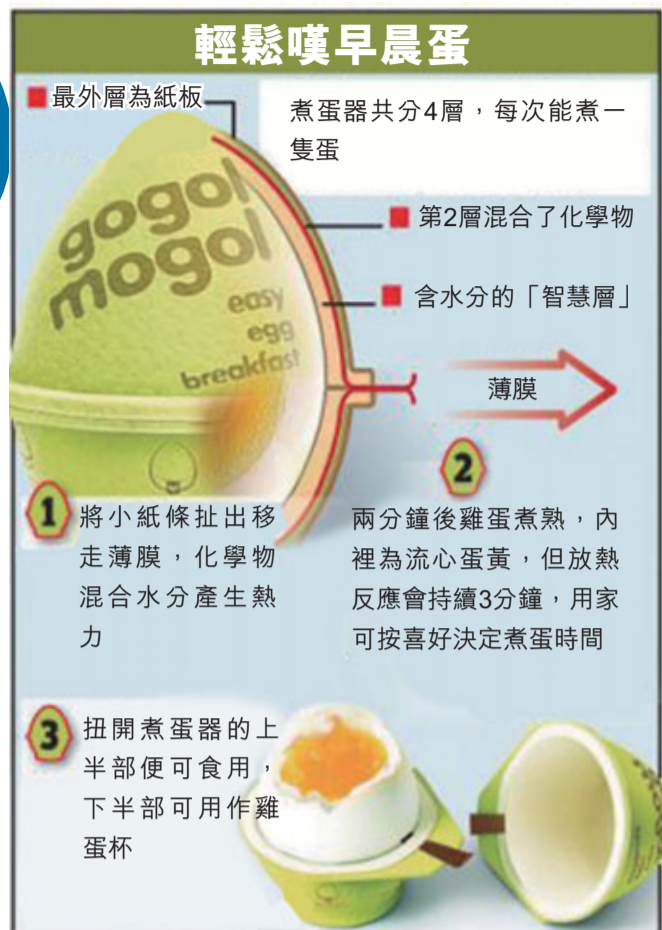 輕鬆嘆早晨蛋
最外層為紙板
煮蛋器共分4層，每次能煮一
隻蛋
第2層混合了化學物
含水分的「智慧層」
gogol
mogol
easy
egg
breakfast
薄膜
1
將小紙條扯出移
走薄膜，化學物
混合水分產生熱
力
2
兩分鐘後雞蛋煮熟，內
裡為流心蛋黃，但放熱
反應會持續3分鐘，用家
可按喜好決定煮蛋時間
3
扭開煮蛋器的上
半部便可食用，
下半部可用作雞
蛋杯